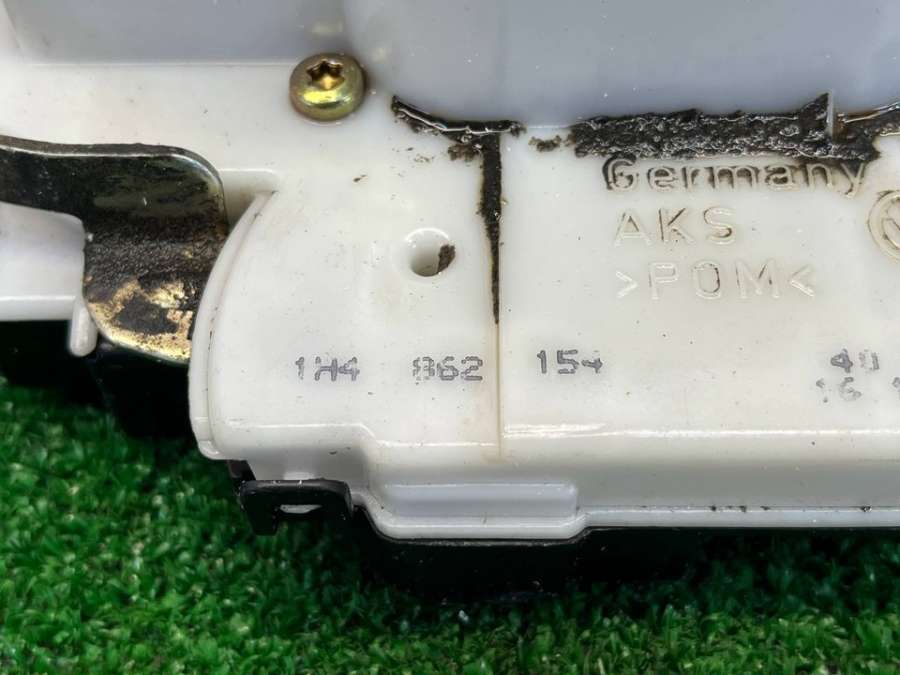 Germany
AKS
>POM<
1H4 862 154 40
16